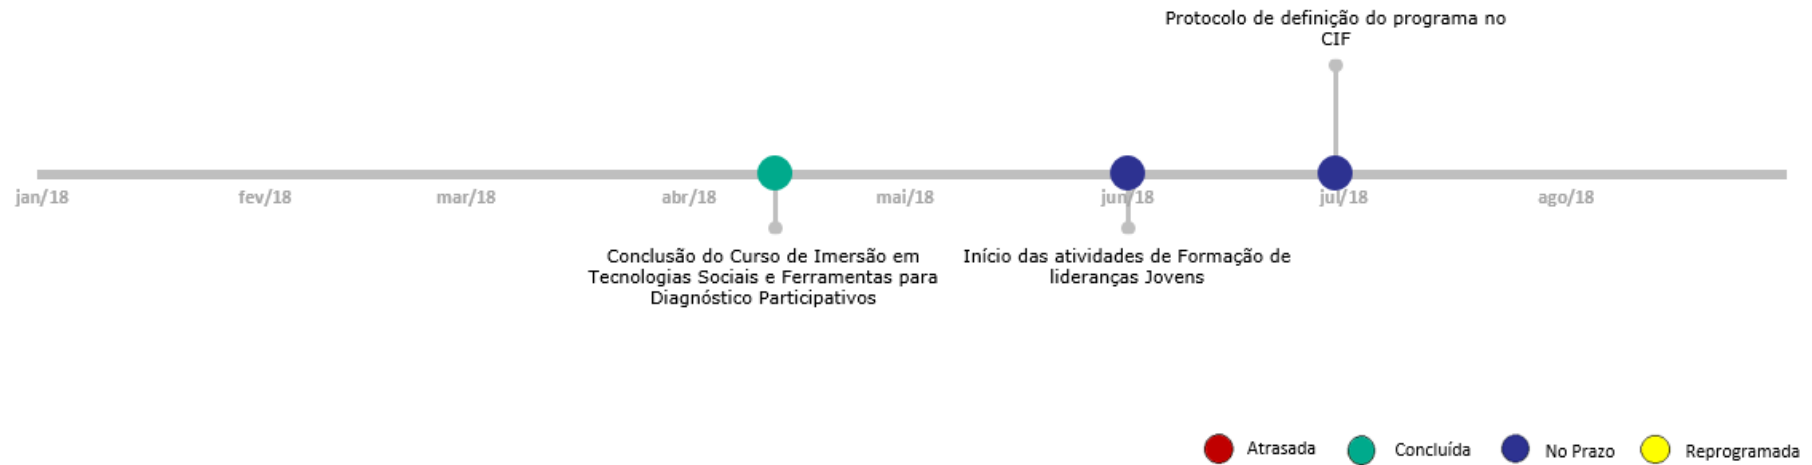 Protocolo de definição do programa no
CIF
jan/18
fev/18
mar/18
abr/18
mai/18
jun/18
jul/18
ago/18
Conclusão do Curso de Imersão em
Tecnologias Sociais e Ferramentas para
Diagnóstico Participativos
Início das atividades de Formação de
lideranças Jovens
Atrasada
Concluída
No Prazo
Reprogramada